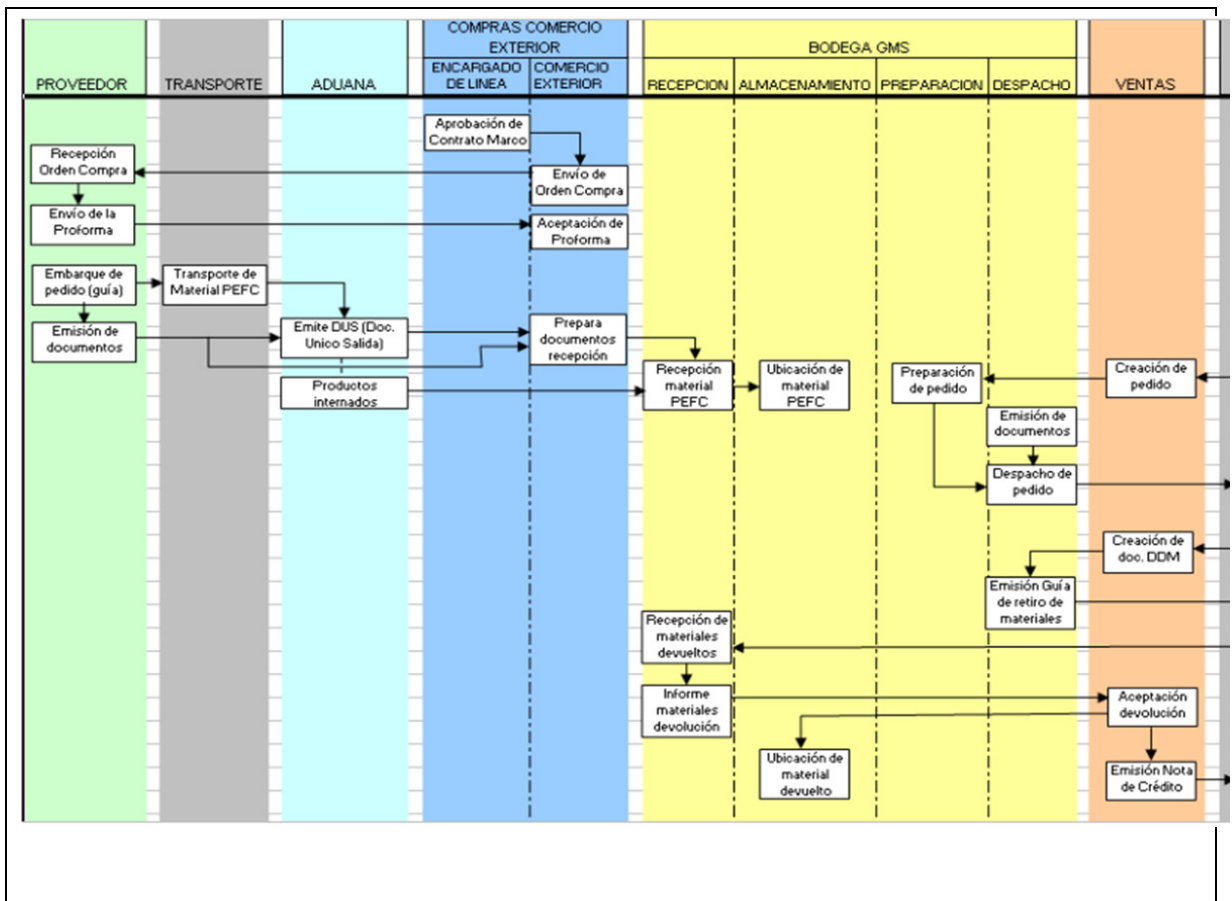 COMPRAS COMERCIO
EXTERIOR
BODEGA GMS
PROVEEDOR
TRANSPORTE
ADUANA
ENCARGADO
DE LINEA
COMERCIO
EXTERIOR
RECEPCION
ALMACENAMIENTO
PREPARACION
DESPACHO
VENTAS
Aprobación de
Contrato Marco
Recepción
Orden Compra
Envío de
Orden Compra
Envío de la
Proforma
Aceptación de
Proforma
Embarque de
pedido (guía)
Transporte de
Material PEFC
Emisión de
documentos
Emite DUS (Doc.
Unico Salida)
Prepara
documentos
recepción
Productos
internados
Recepción
material
PEFC
Ubicación de
material
PEFC
Preparación
de pedido
Creación de
pedido
Emisión de
documentos
Despacho de
pedido
Creación de
doc. DDM
Emisión Guía
de retiro de
materiales
Recepción de
materiales
devueltos
Informe
materiales
devolución
Aceptación
devolución
Ubicación de
material
devuelto
Emisión Nota
de Crédito